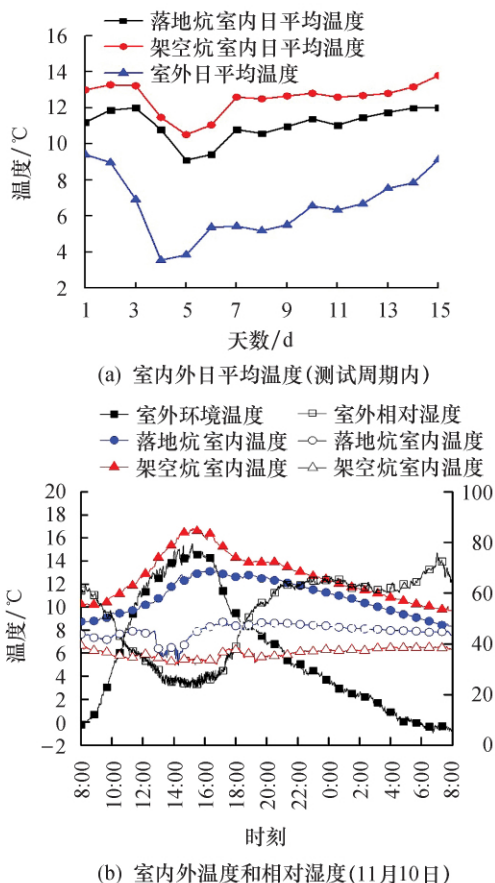 落地炕室内日平均温度
架空炕室内日平均温度
室外日平均温度
16
14
12
10
8
6
4
2
温度/℃
1 3 5 7 9 11 13 15
天数/d
(a) 室内外日平均温度(测试周期内)
室外环境温度 室外相对湿度
落地炕室内温度 落地炕室内温度
架空炕室内温度 架空炕室内温度
20
18
16
14
12
10
8
6
4
2
0
−2
温度/℃
100
80
60
40
20
0
8:00 10:00 12:00 14:00 16:00 18:00 20:00 22:00 0:00 2:00 4:00 6:00 8:00
时刻
(b) 室内外温度和相对湿度(11月10日)